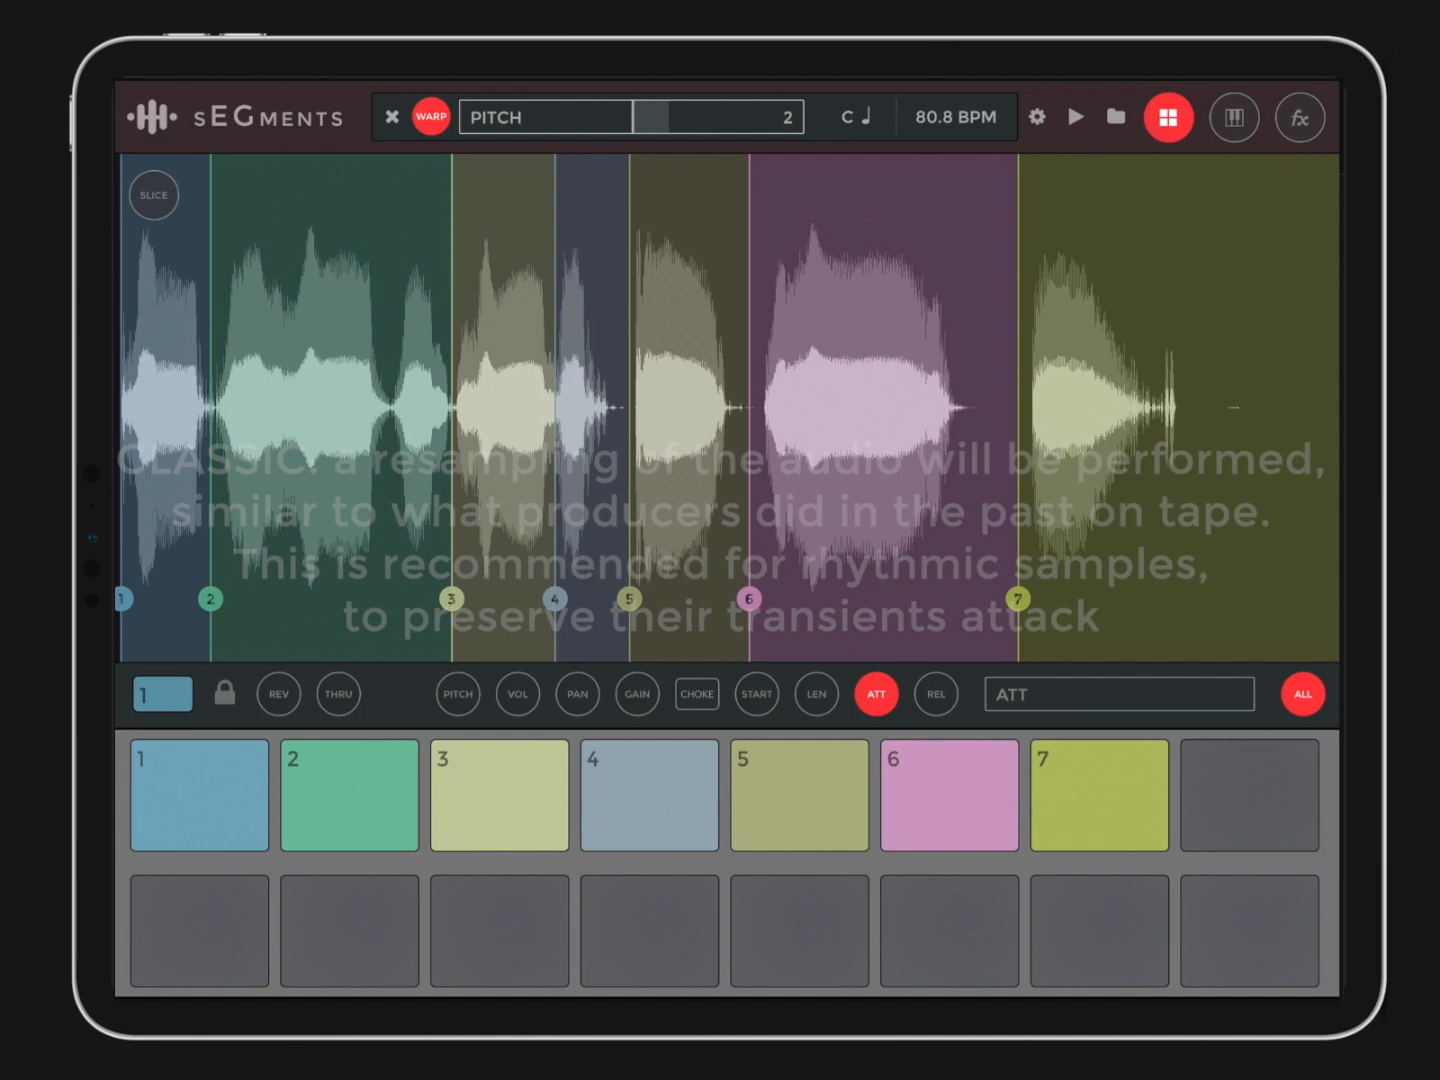 sEGMENTS
WARP
PITCH
2
C
80.8 BPM
fx
SLICE
CLASSIC: a resampling of the audio will be performed,
similar to what producers did in the past on tape.
This is recommended for rhythmic samples,
to preserve their transients attack
1
2
3
4
5
6
7
1
REV
THRU
PITCH
VOL
PAN
GAIN
CHOKE
START
LEN
ATT
REL
ATT
ALL
1
2
3
4
5
6
7